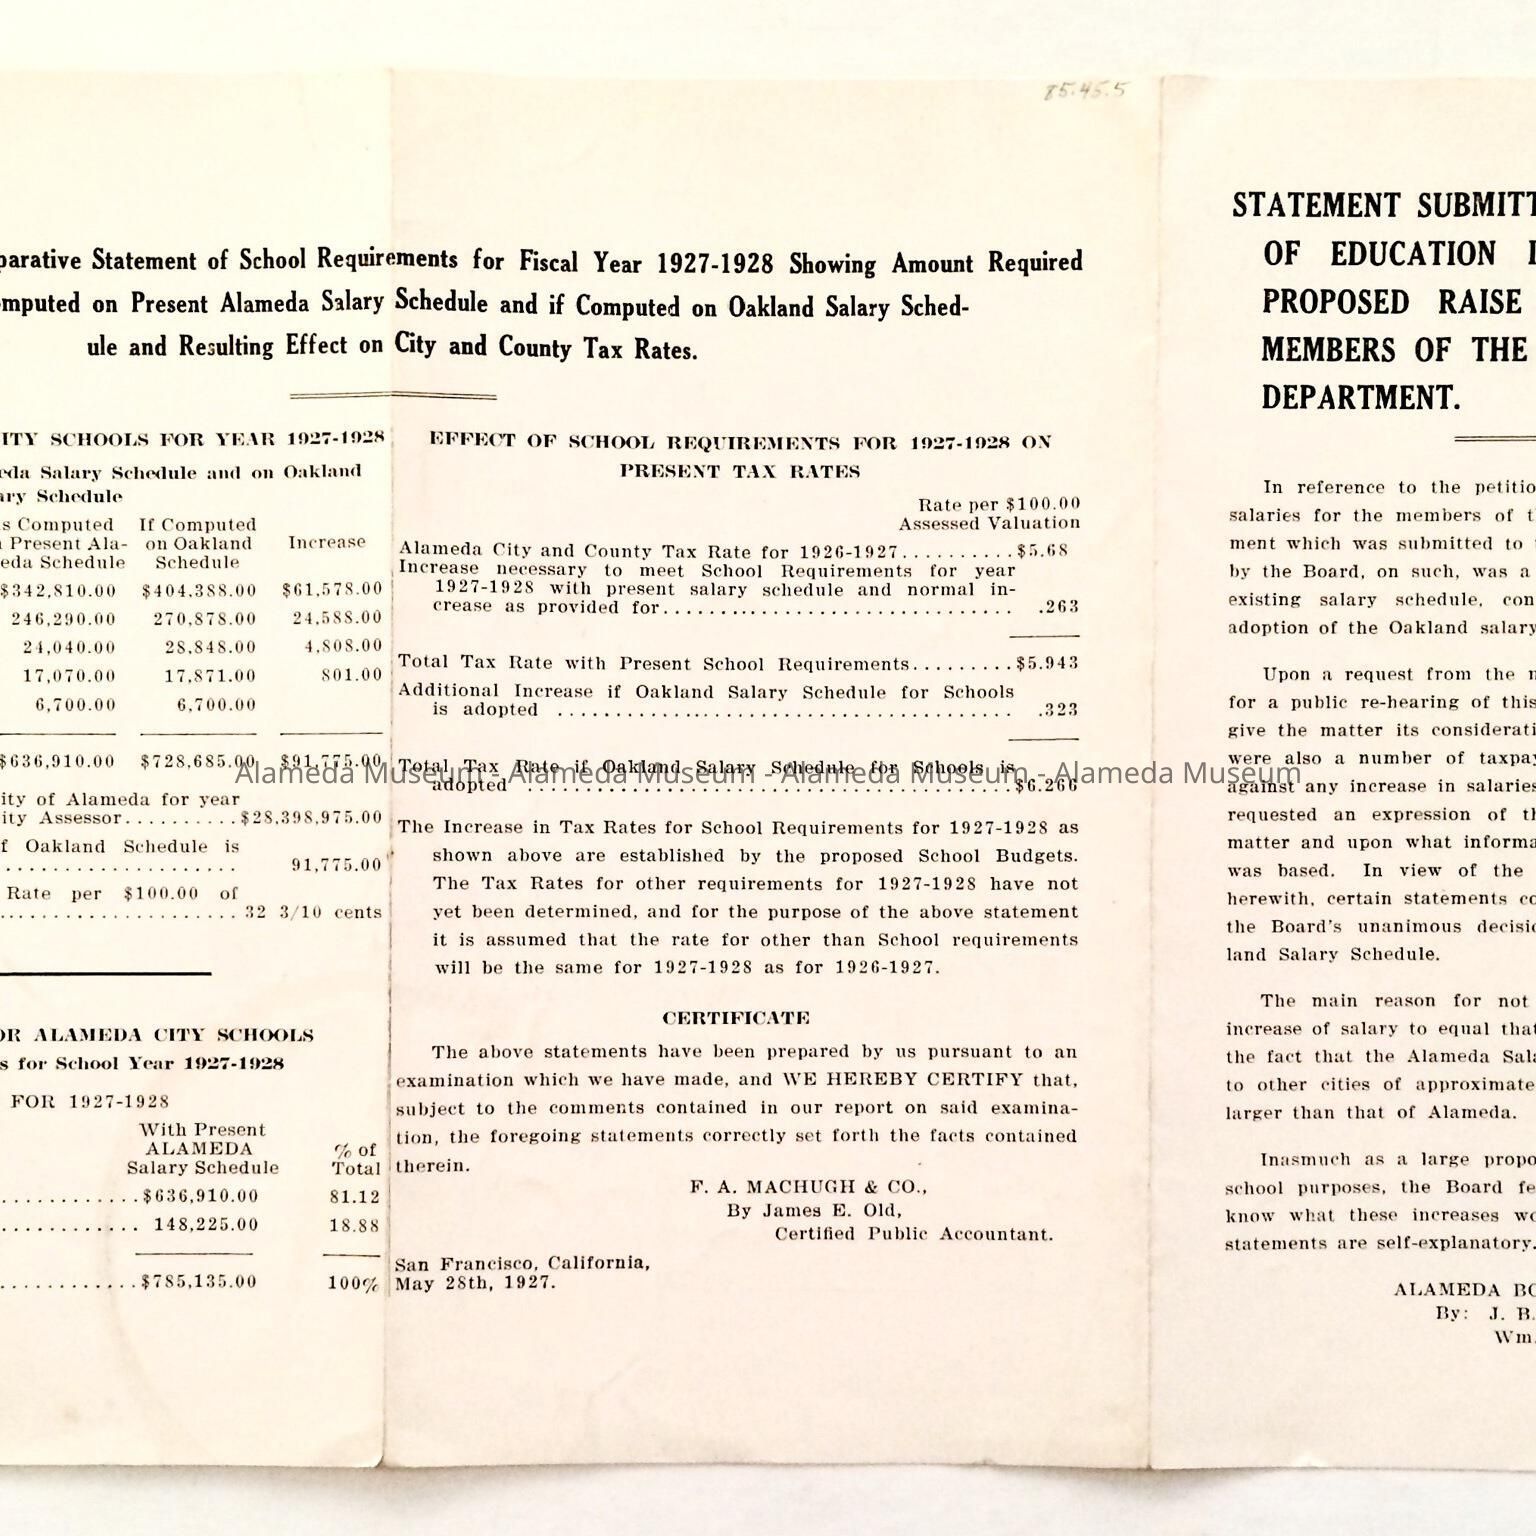 85.45.5
parative Statement of School Requirements for Fiscal Year 1927-1928 Showing Amount Required
mputed on Present Alameda Salary Schedule and if Computed on Oakland Salary Sched-
ule and Resulting Effect on City and County Tax Rates.
ITY SCHOOLS FOR YEAR 1927-1928
eda Salary Schedule and on Oakland
ary Schedule
s Computed If Computed
Present Ala- on Oakland Increase
eda Schedule Schedule
$342,810.00 $404,388.00 $61,578.00
246,290.00 270,878.00 24,588.00
24,040.00 28,848.00 4,808.00
17,070.00 17,871.00 801.00
6,700.00 6,700.00
$636,910.00 $728,685.00 $91,775.00
ity of Alameda for year
ity Assessor..........$28,398,975.00
f Oakland Schedule is
..................... 91,775.00
Rate per $100.00 of
.....................32 3/10 cents
OR ALAMEDA CITY SCHOOLS
s for School Year 1927-1928
FOR 1927-1928
With Present
ALAMEDA % of
Salary Schedule Total
............$636,910.00 81.12
............ 148,225.00 18.88
............$785,135.00 100%
EFFECT OF SCHOOL REQUIREMENTS FOR 1927-1928 ON
PRESENT TAX RATES
Rate per $100.00
Assessed Valuation
Alameda City and County Tax Rate for 1926-1927..........$5.68
Increase necessary to meet School Requirements for year
1927-1928 with present salary schedule and normal in-
crease as provided for................................ .263
Total Tax Rate with Present School Requirements.........$5.943
Additional Increase if Oakland Salary Schedule for Schools
is adopted .......................................... .323
Total Tax Rate if Oakland Salary Schedule for Schools is
adopted ............................................$6.266
The Increase in Tax Rates for School Requirements for 1927-1928 as
shown above are established by the proposed School Budgets.
The Tax Rates for other requirements for 1927-1928 have not
yet been determined, and for the purpose of the above statement
it is assumed that the rate for other than School requirements
will be the same for 1927-1928 as for 1926-1927.
CERTIFICATE
The above statements have been prepared by us pursuant to an
examination which we have made, and WE HEREBY CERTIFY that,
subject to the comments contained in our report on said examina-
tion, the foregoing statements correctly set forth the facts contained
therein.
F. A. MACHUGH & CO.,
By James E. Old,
Certified Public Accountant.
San Francisco, California,
May 28th, 1927.
STATEMENT SUBMITT
OF EDUCATION I
PROPOSED RAISE
MEMBERS OF THE
DEPARTMENT.
In reference to the petitio
salaries for the members of t
ment which was submitted to
by the Board, on such, was a
existing salary schedule, con
adoption of the Oakland salary
Upon a request from the
for a public re-hearing of this
give the matter its considerati
were also a number of taxpay
against any increase in salaries
requested an expression of th
matter and upon what informa
was based. In view of the
herewith, certain statements co
the Board's unanimous decisio
land Salary Schedule.
The main reason for not
increase of salary to equal that
the fact that the Alameda Sala
to other cities of approximate
larger than that of Alameda.
Inasmuch as a large propo
school purposes, the Board fe
know what these increases wo
statements are self-explanatory.
ALAMEDA BO
By: J. B.
Wm.
Alameda Museum - Alameda Museum - Alameda Museum - Alameda Museum